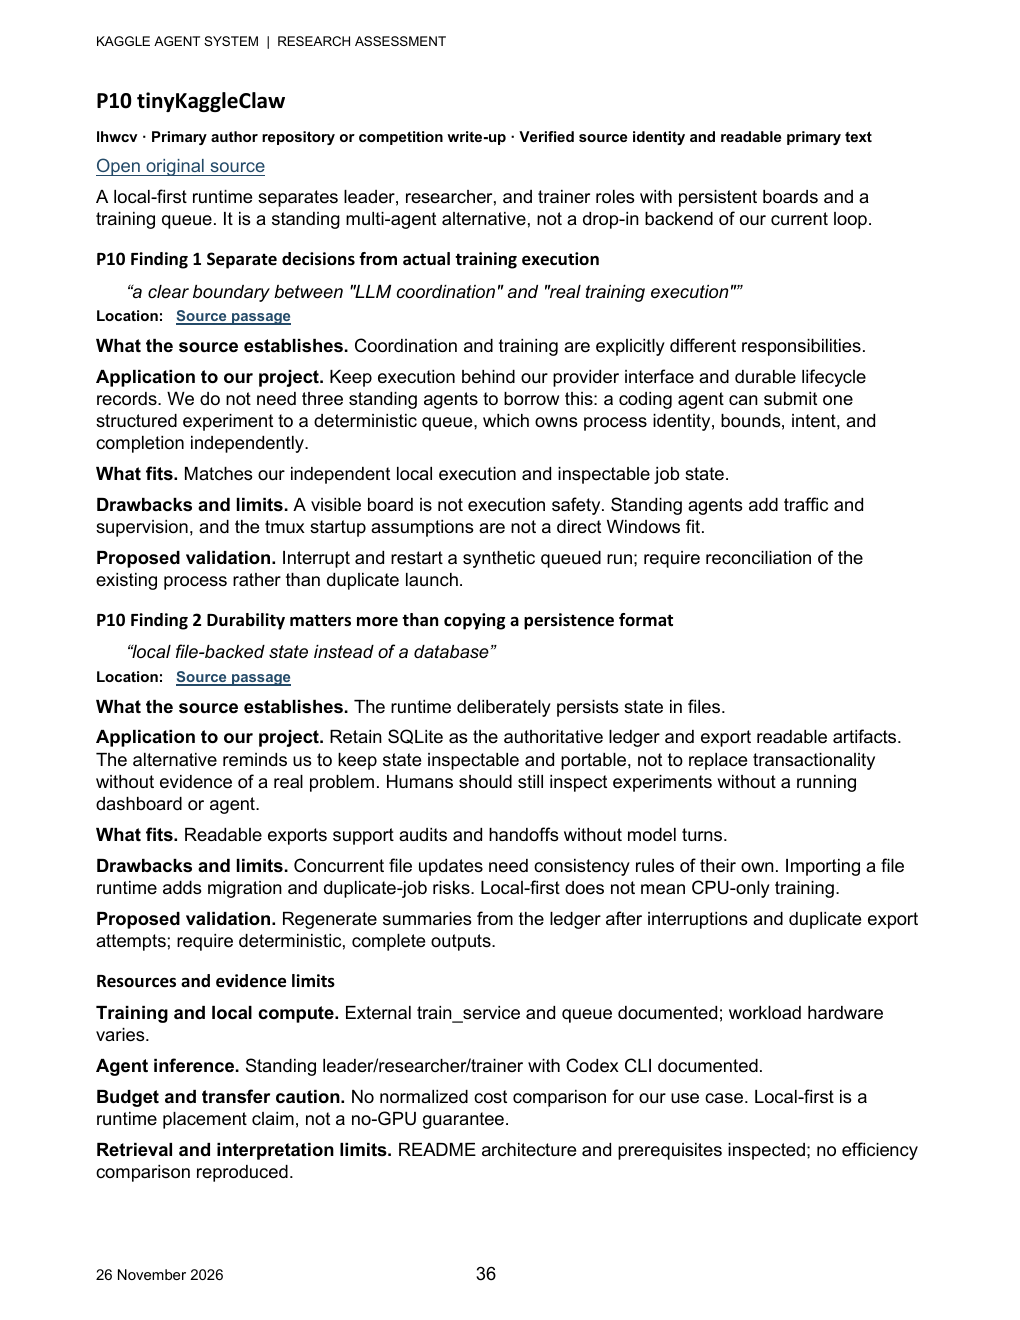 KAGGLE AGENT SYSTEM | RESEARCH ASSESSMENT
P10 tinyKaggleClaw
lhwcv · Primary author repository or competition write-up · Verified source identity and readable primary text
Open original source
A local-first runtime separates leader, researcher, and trainer roles with persistent boards and a
training queue. It is a standing multi-agent alternative, not a drop-in backend of our current loop.
P10 Finding 1 Separate decisions from actual training execution
“a clear boundary between "LLM coordination" and "real training execution"”
Location: Source passage
What the source establishes. Coordination and training are explicitly different responsibilities.
Application to our project. Keep execution behind our provider interface and durable lifecycle
records. We do not need three standing agents to borrow this: a coding agent can submit one
structured experiment to a deterministic queue, which owns process identity, bounds, intent, and
completion independently.
What fits. Matches our independent local execution and inspectable job state.
Drawbacks and limits. A visible board is not execution safety. Standing agents add traffic and
supervision, and the tmux startup assumptions are not a direct Windows fit.
Proposed validation. Interrupt and restart a synthetic queued run; require reconciliation of the
existing process rather than duplicate launch.
P10 Finding 2 Durability matters more than copying a persistence format
“local file-backed state instead of a database”
Location: Source passage
What the source establishes. The runtime deliberately persists state in files.
Application to our project. Retain SQLite as the authoritative ledger and export readable artifacts.
The alternative reminds us to keep state inspectable and portable, not to replace transactionality
without evidence of a real problem. Humans should still inspect experiments without a running
dashboard or agent.
What fits. Readable exports support audits and handoffs without model turns.
Drawbacks and limits. Concurrent file updates need consistency rules of their own. Importing a file
runtime adds migration and duplicate-job risks. Local-first does not mean CPU-only training.
Proposed validation. Regenerate summaries from the ledger after interruptions and duplicate export
attempts; require deterministic, complete outputs.
Resources and evidence limits
Training and local compute. External train_service and queue documented; workload hardware
varies.
Agent inference. Standing leader/researcher/trainer with Codex CLI documented.
Budget and transfer caution. No normalized cost comparison for our use case. Local-first is a
runtime placement claim, not a no-GPU guarantee.
Retrieval and interpretation limits. README architecture and prerequisites inspected; no efficiency
comparison reproduced.
26 November 2026
36